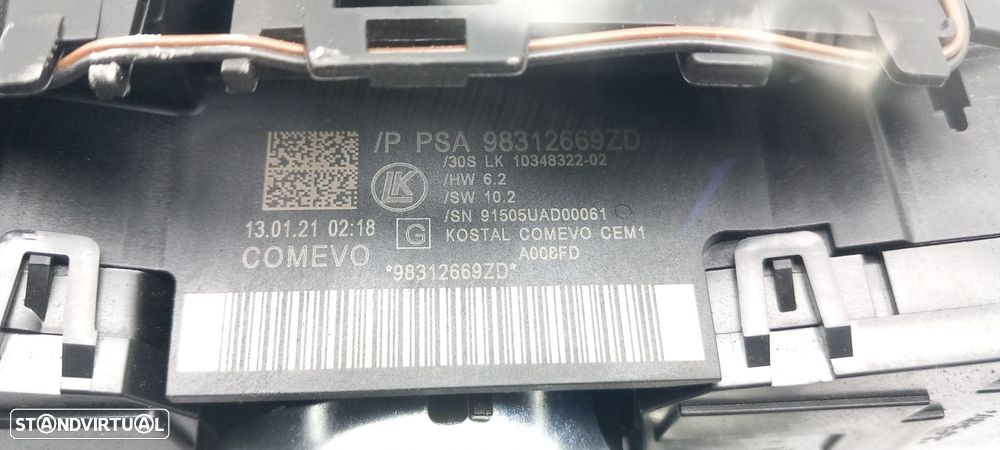 /P PSA 98312669ZD
/30S LK 10348322-02
/HW 6.2
LK
/SW 10.2
/SN 91505UAD00061
13.01.21 02:18
G
KOSTAL COMEVO CEM1
COMEVO
A008FD
*98312669ZD*
STANDVIRTUAL